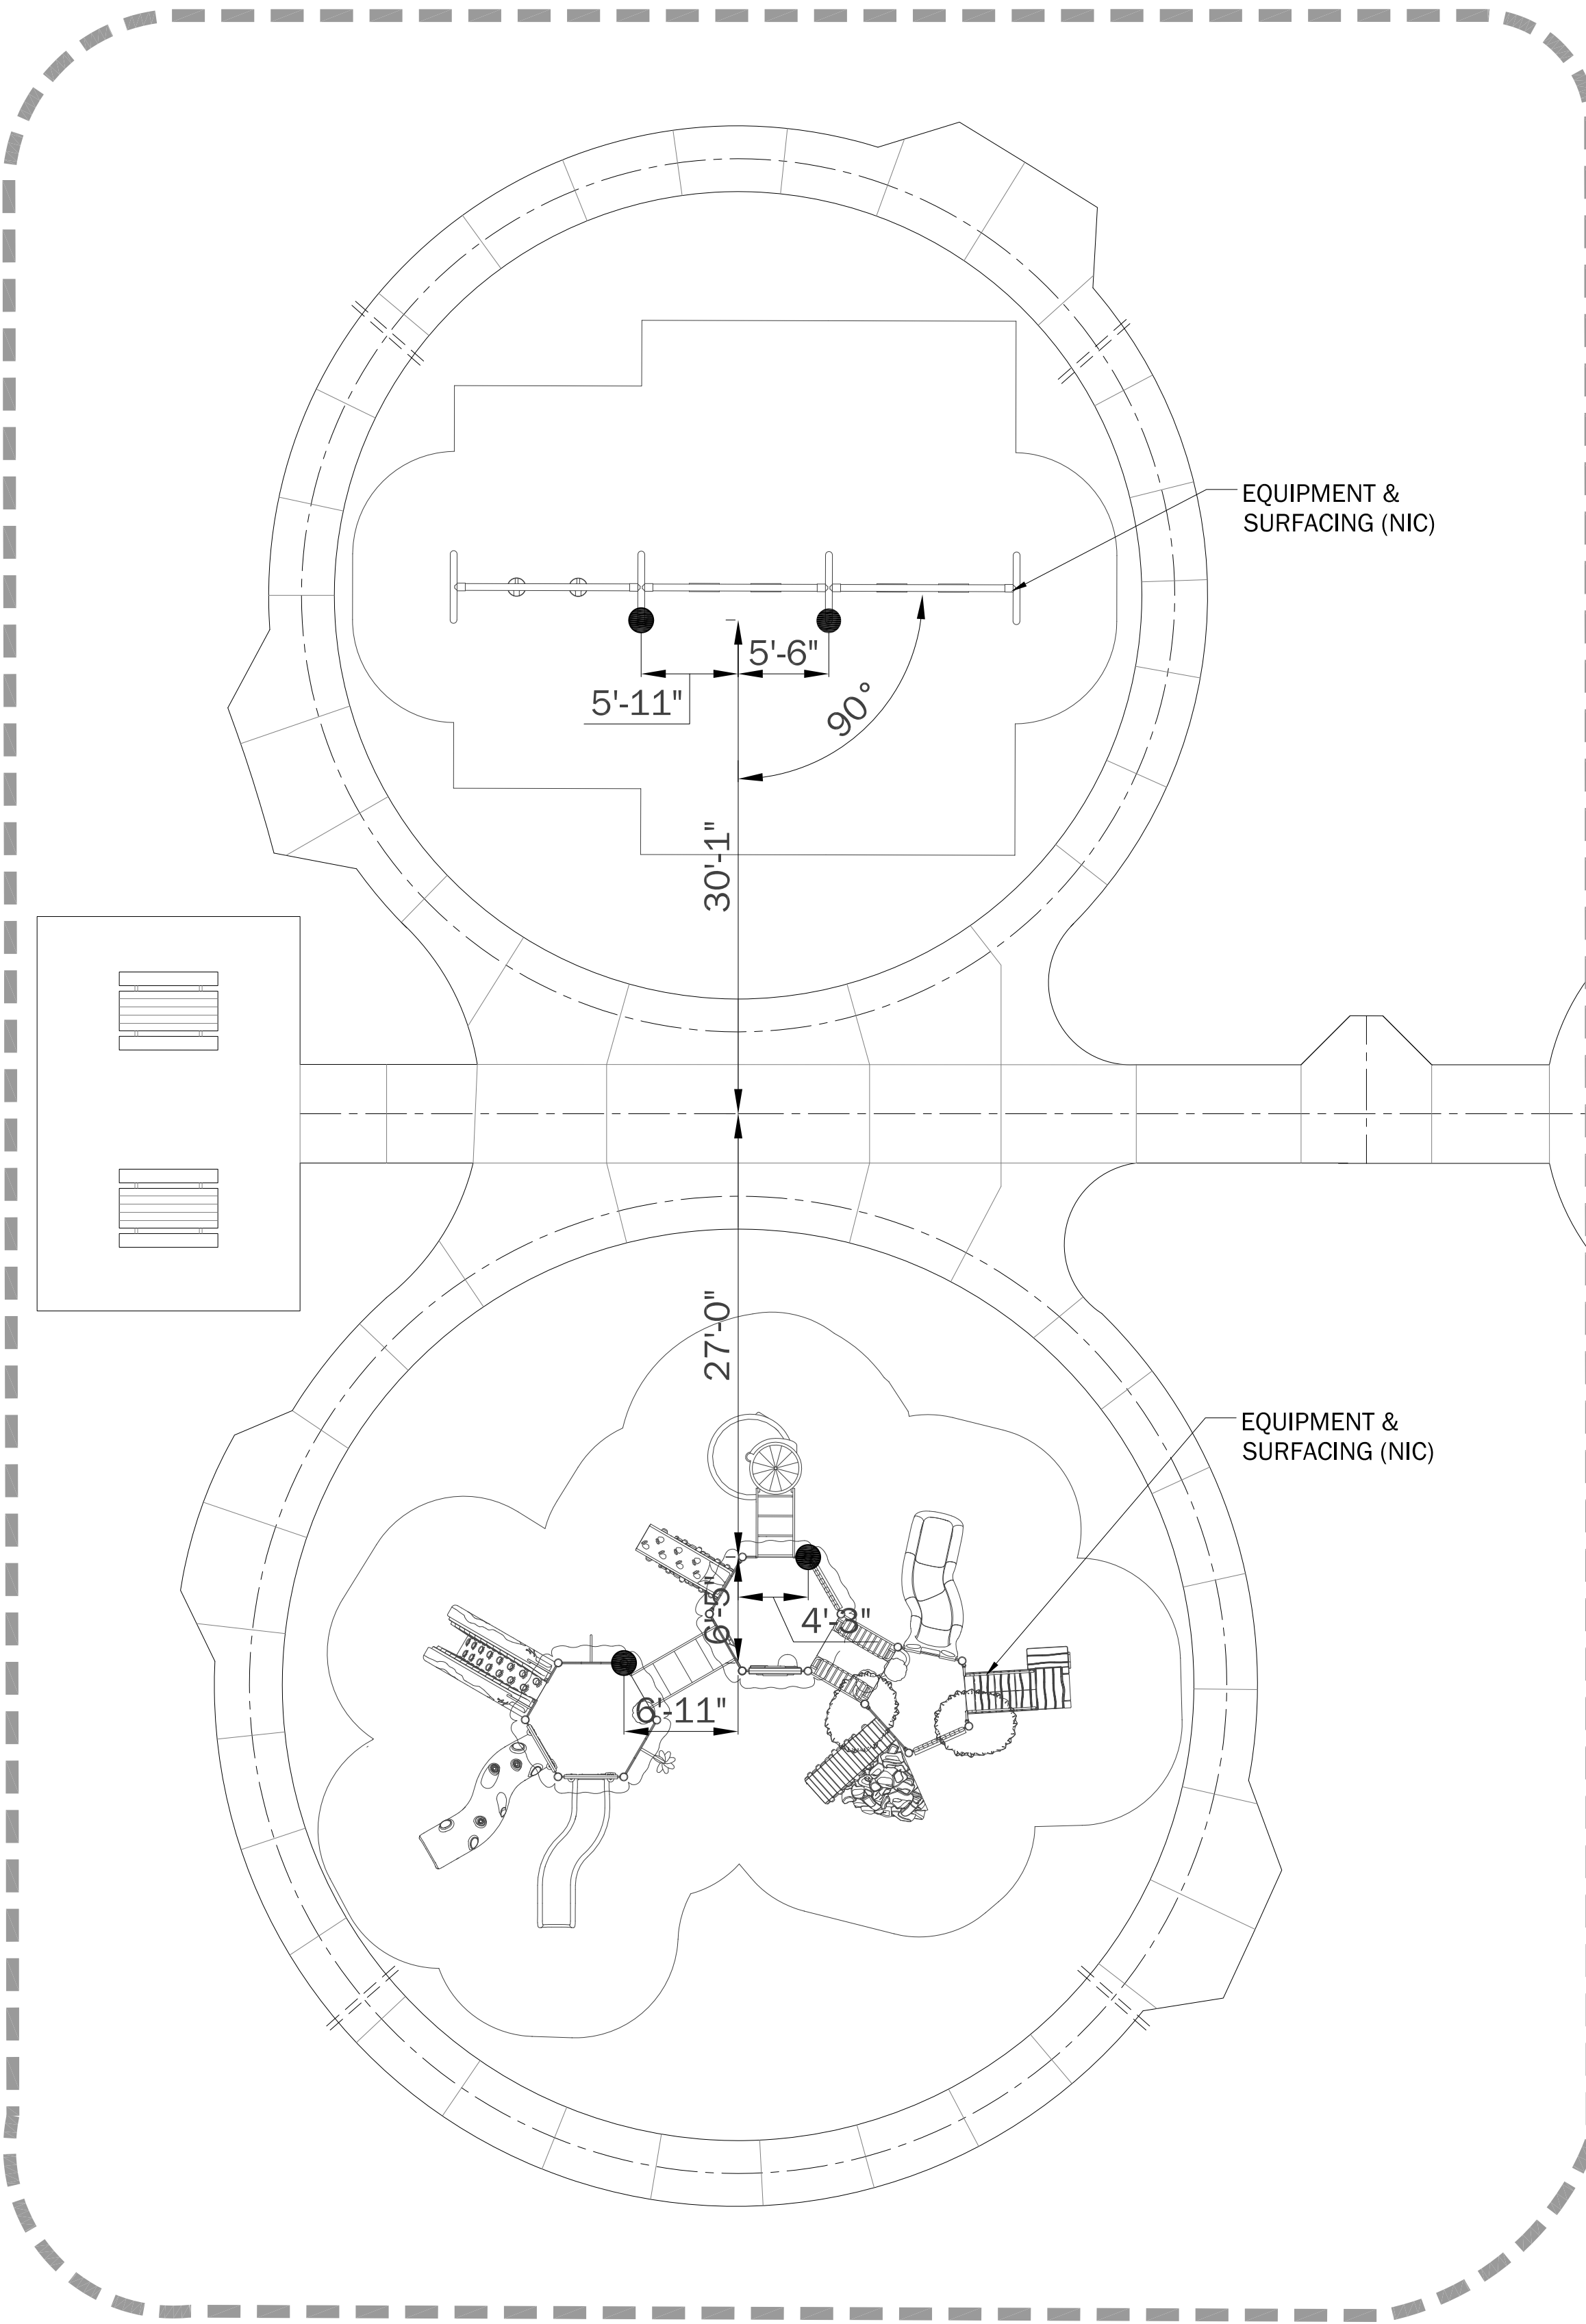 EQUIPMENT &
SURFACING (NIC)
5'-6"
5'-11"
90°
30'-1"
27'-0"
EQUIPMENT &
SURFACING (NIC)
6'-5"
4'-3"
6'-11"